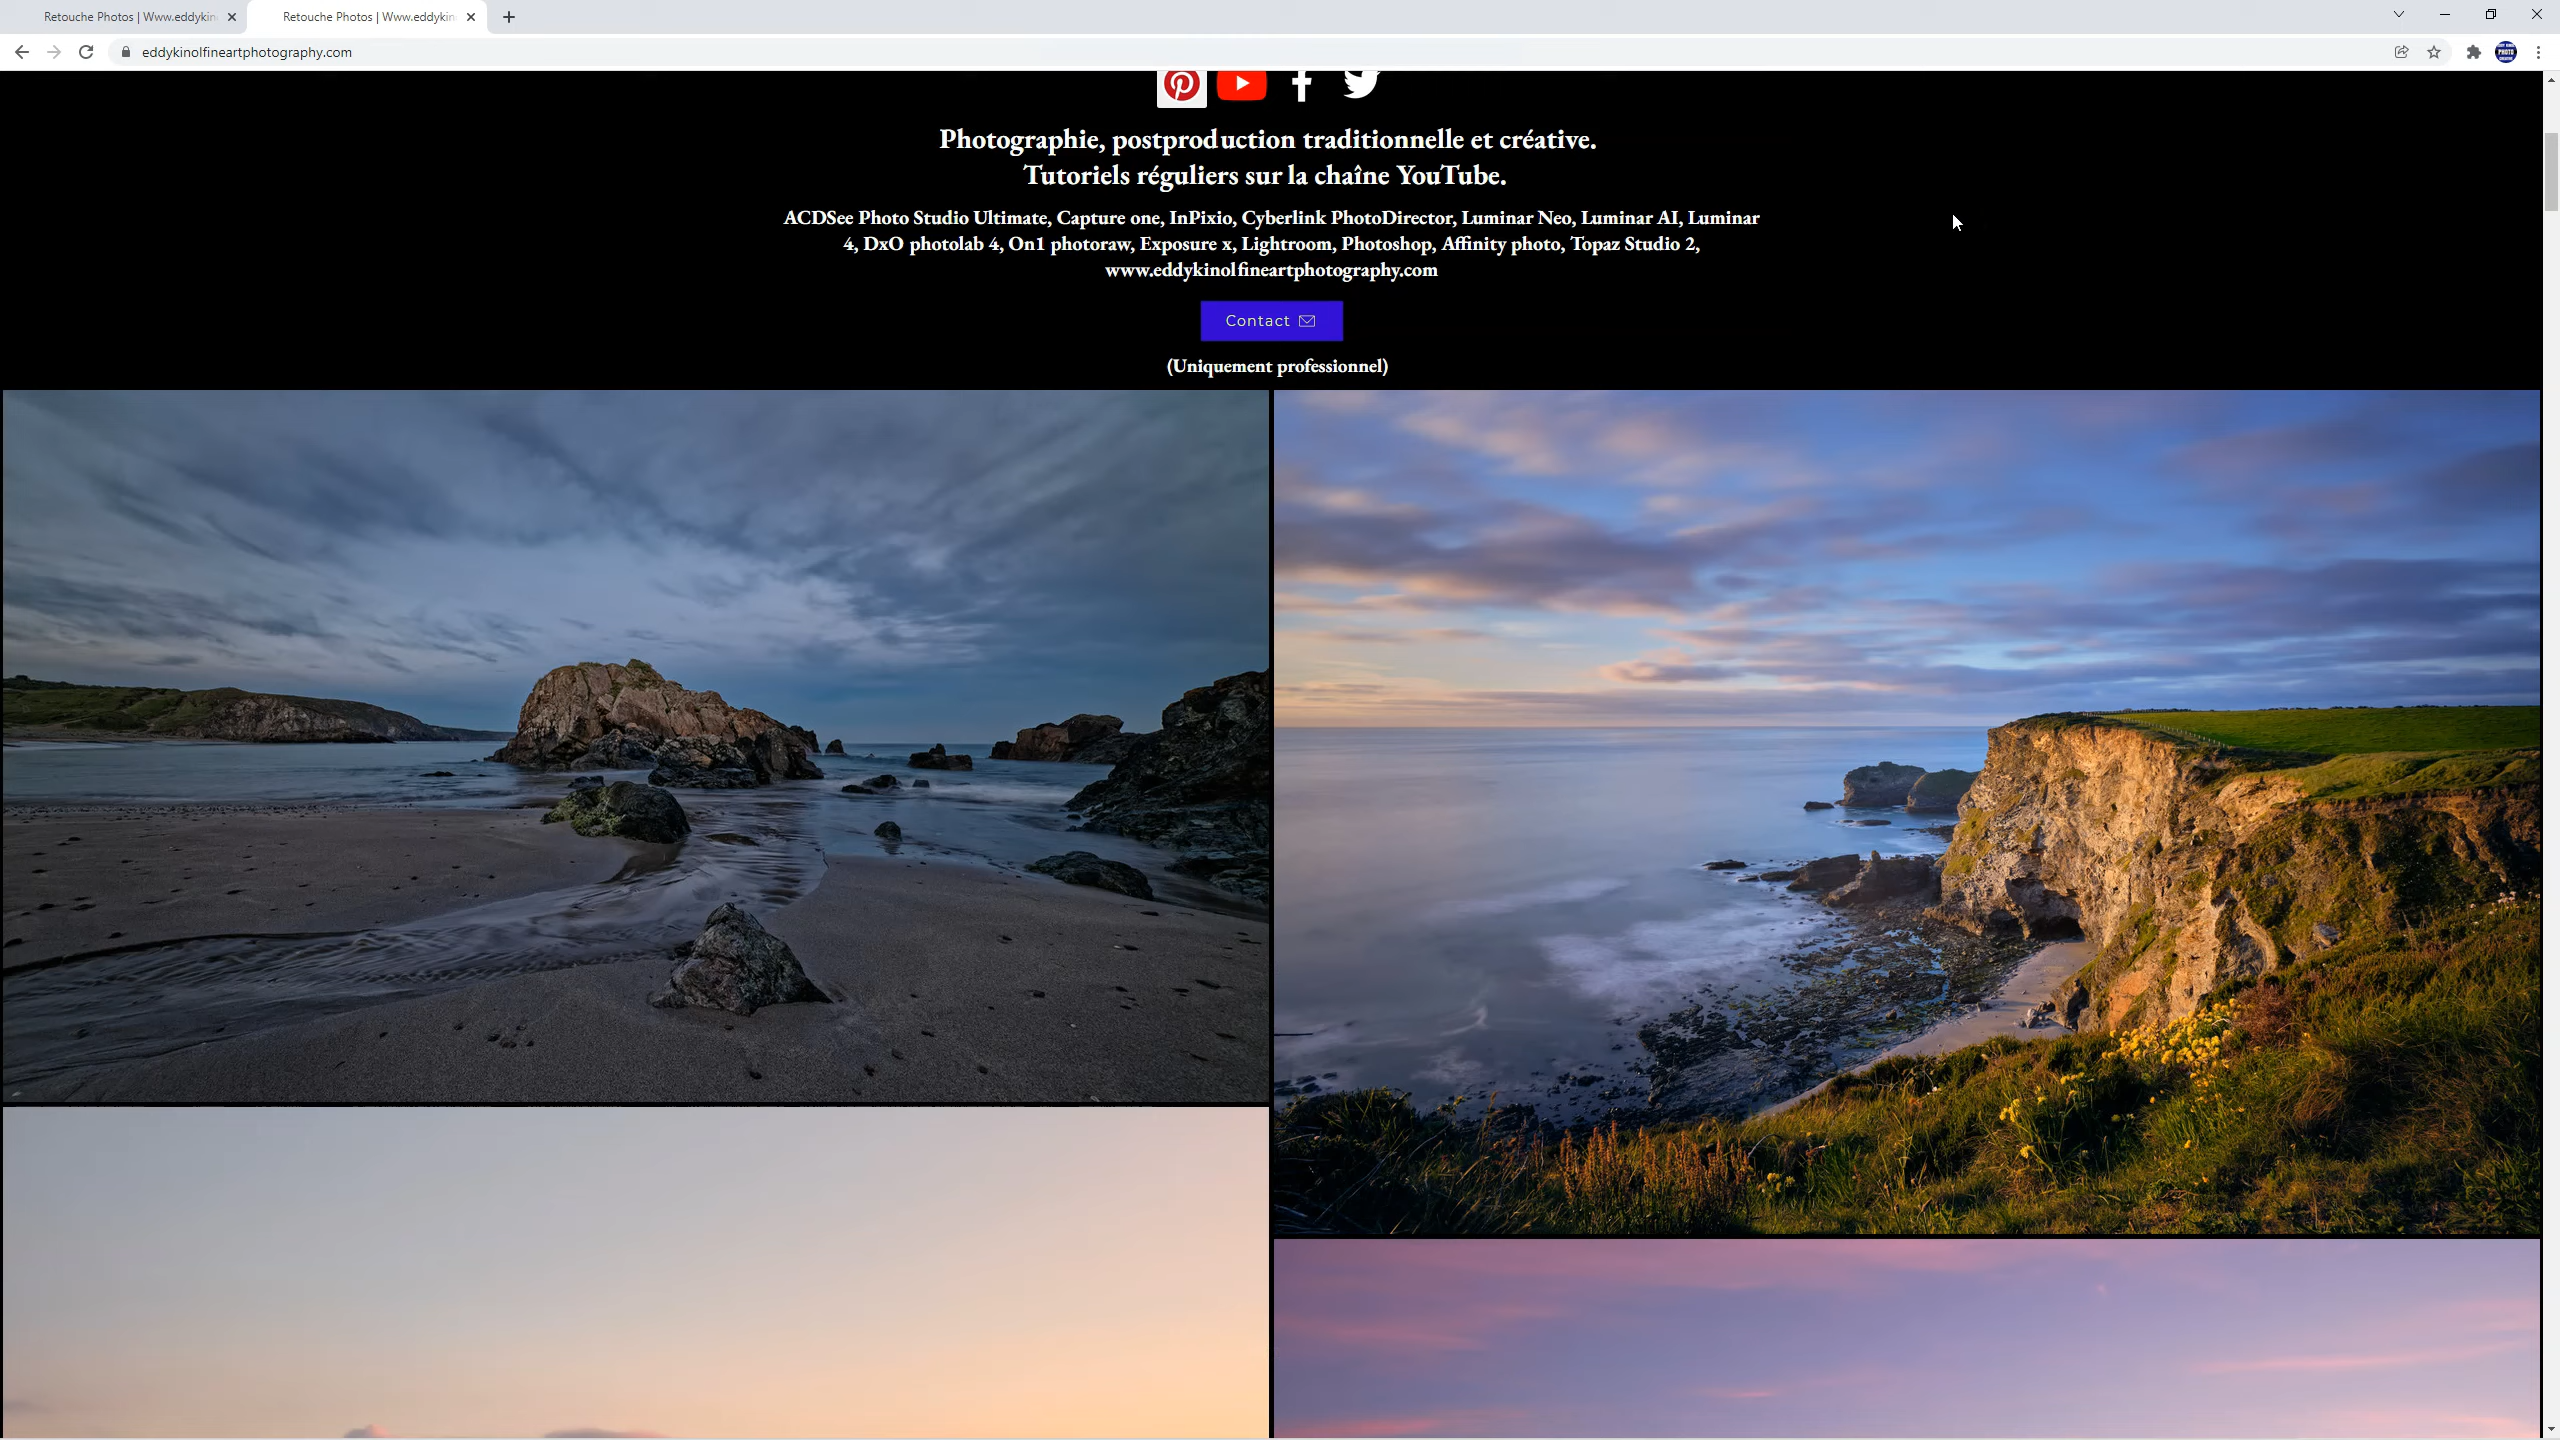 Retouche Photos | Www.eddykin
Retouche Photos | Www.eddykin
eddykinolfineartphotography.com
Photographie, postproduction traditionnelle et créative.
Tutoriels réguliers sur la chaîne YouTube.
ACDSee Photo Studio Ultimate, Capture one, InPixio, Cyberlink PhotoDirector, Luminar Neo, Luminar AI, Luminar
4, DxO photolab 4, On1 photoraw, Exposure x, Lightroom, Photoshop, Affinity photo, Topaz Studio 2,
www.eddykinolfineartphotography.com
Contact
(Uniquement professionnel)